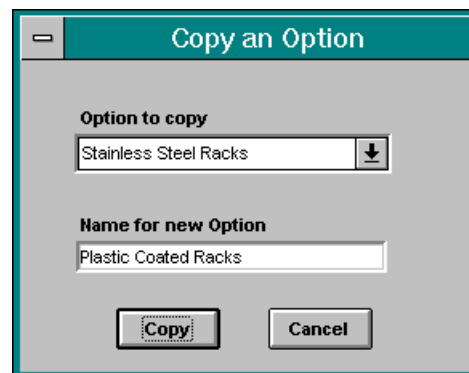 Copy an Option
Option to copy
Stainless Steel Racks
Name for new Option
Plastic Coated Racks
Copy Cancel